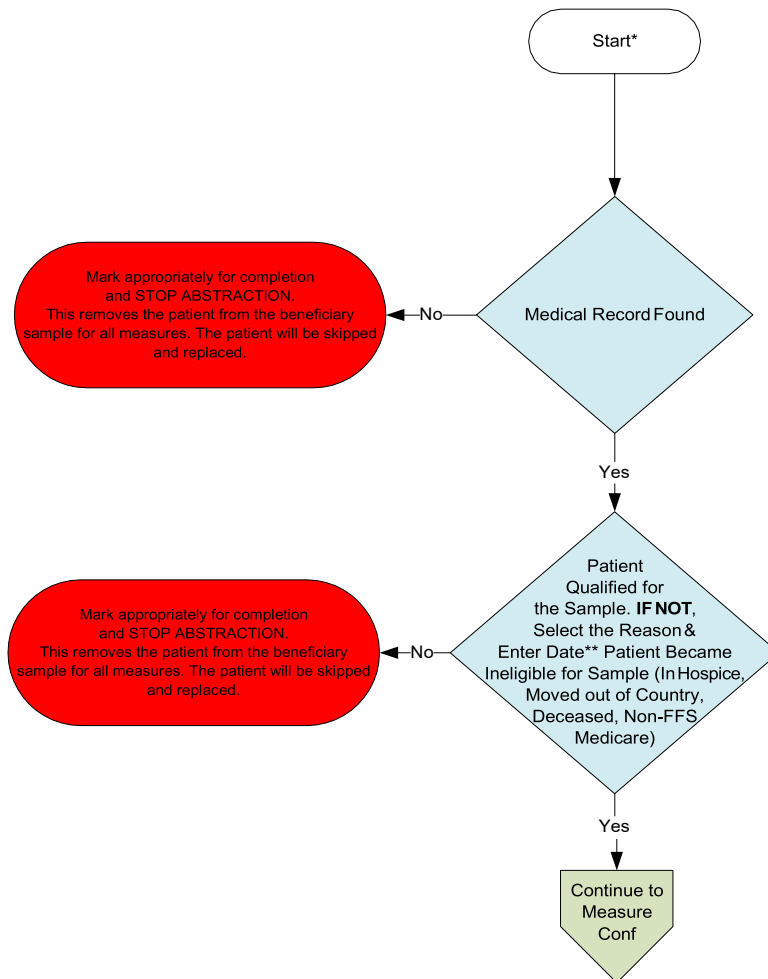 Start*
Medical Record Found
No
Mark appropriately for completion
and STOP ABSTRACTION.
This removes the patient from the beneficiary
sample for all measures. The patient will be skipped
and replaced.
Yes
Patient
Qualified for
the Sample. IF NOT,
Select the Reason &
Enter Date** Patient Became
Ineligible for Sample (In Hospice,
Moved out of Country,
Deceased, Non-FFS
Medicare)
No
Mark appropriately for completion
and STOP ABSTRACTION.
This removes the patient from the beneficiary
sample for all measures. The patient will be skipped
and replaced.
Yes
Continue to
Measure
Conf